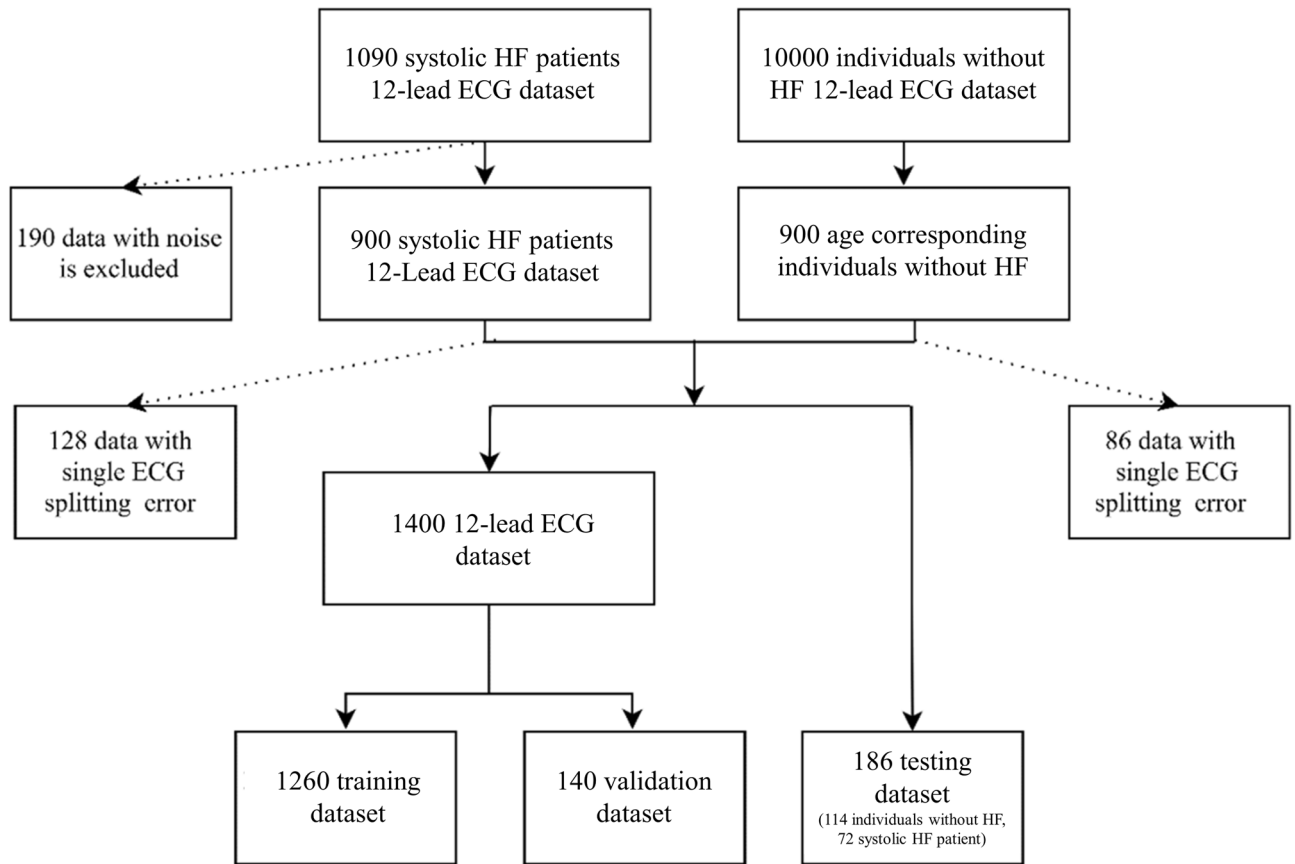 1090 systolic HF patients
12-lead ECG dataset
10000 individuals without
HF 12-lead ECG dataset
190 data with noise
is excluded
900 systolic HF patients
12-Lead ECG dataset
900 age corresponding
individuals without HF
128 data with
single ECG
splitting crror
86 data with
single ECG
splitting crror
1400 12-lead ECG
dataset
1260 training
dataset
140 validation
dataset
186 testing
dataset
(114 individuals without HF,
72 systolic HF patient)